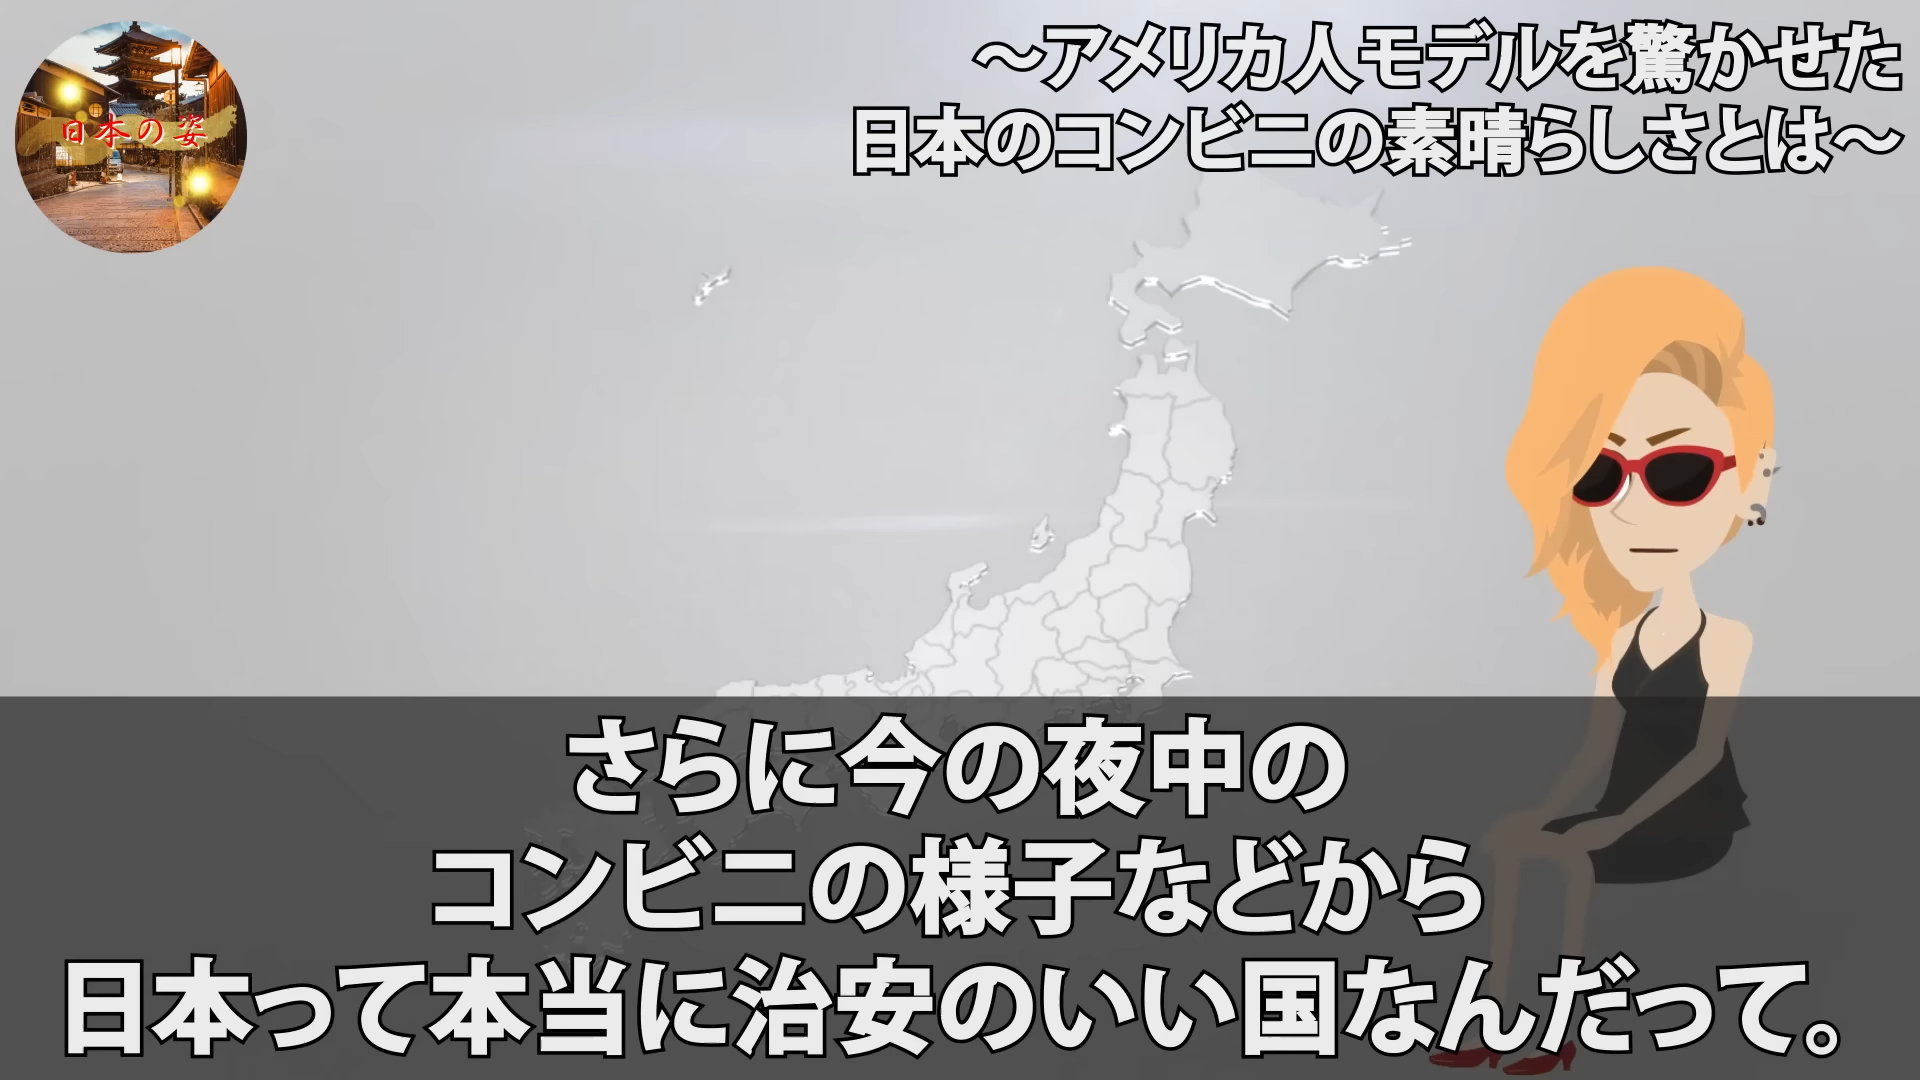 日本の姿
〜アメリカ人モデルを驚かせた
日本のコンビニの素晴らしさとは〜
さらに今の夜中の
コンビニの様子などから
日本って本当に治安のいい国なんだって。